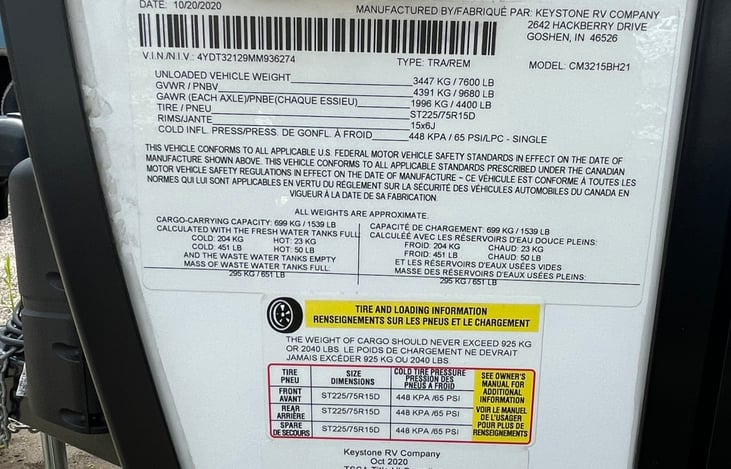 DATE: 10/20/2020
MANUFACTURED BY/FABRIQUÉ PAR: KEYSTONE RV COMPANY
2642 HACKBERRY DRIVE
GOSHEN, IN 46526
V.I.N./N.I.V.: 4YDT32129MM936274
TYPE: TRA/REM
MODEL: CM3215BH21
UNLOADED VEHICLE WEIGHT 3447 KG / 7600 LB
GVWR / PNBV 4391 KG / 9680 LB
GAWR (EACH AXLE)/PNBE(CHAQUE ESSIEU) 1996 KG / 4400 LB
TIRE / PNEU ST225/75R15D
RIMS/JANTE 15x6J
COLD INFL. PRESS/PRESS. DE GONFL. À FROID 448 KPA / 65 PSI/LPC - SINGLE
THIS VEHICLE CONFORMS TO ALL APPLICABLE U.S. FEDERAL MOTOR VEHICLE SAFETY STANDARDS IN EFFECT ON THE DATE OF
MANUFACTURE SHOWN ABOVE. THIS VEHICLE CONFORMS TO ALL APPLICABLE STANDARDS PRESCRIBED UNDER THE CANADIAN
MOTOR VEHICLE SAFETY REGULATIONS IN EFFECT ON THE DATE OF MANUFACTURE ~ CE VÉHICULE EST CONFORME À TOUTES LES
NORMES QUI LUI SONT APPLICABLES EN VERTU DU RÉGLEMENT SUR LA SÉCURITÉ DES VÉHICULES AUTOMOBILES DU CANADA EN
VIGUEUR À LA DATE DE SA FABRICATION.
ALL WEIGHTS ARE APPROXIMATE.
CARGO-CARRYING CAPACITY: 699 KG / 1539 LB
CALCULATED WITH THE FRESH WATER TANKS FULL
COLD: 204 KG HOT: 23 KG
COLD: 451 LB HOT: 50 LB
AND THE WASTE WATER TANKS EMPTY
MASS OF WASTE WATER TANKS FULL:
295 KG / 651 LB
CAPACITÉ DE CHARGEMENT: 699 KG / 1539 LB
CALCULÉE AVEC LES RÉSERVOIRS D'EAU DOUCE PLEINS:
FROID: 204 KG CHAUD: 23 KG
FROID: 451 LB CHAUD: 50 LB
ET LES RÉSERVOIRS D'EAUX USÉES VIDES
MASSE DES RÉSERVOIRS D'EAUX USÉES PLEINS:
295 KG / 651 LB
TIRE AND LOADING INFORMATION
RENSEIGNEMENTS SUR LES PNEUS ET LE CHARGEMENT
THE WEIGHT OF CARGO SHOULD NEVER EXCEED 925 KG
OR 2040 LBS. LE POIDS DE CHARGEMENT NE DEVRAIT
JAMAIS EXCÉDER 925 KG OU 2040 LBS.
TIRE
PNEU
SIZE
DIMENSIONS
COLD TIRE PRESSURE
PRESSION DES
PNEUS A FROID
FRONT
AVANT
ST225/75R15D
448 KPA /65 PSI
REAR
ARRIÈRE
ST225/75R15D
448 KPA /65 PSI
SPARE
DE SECOURS
ST225/75R15D
448 KPA /65 PSI
SEE OWNER'S
MANUAL FOR
ADDITIONAL
INFORMATION
VOIR LE MANUEL
DE L'USAGER
POUR PLUS DE
RENSEIGNEMENTS
Keystone RV Company
Oct 2020